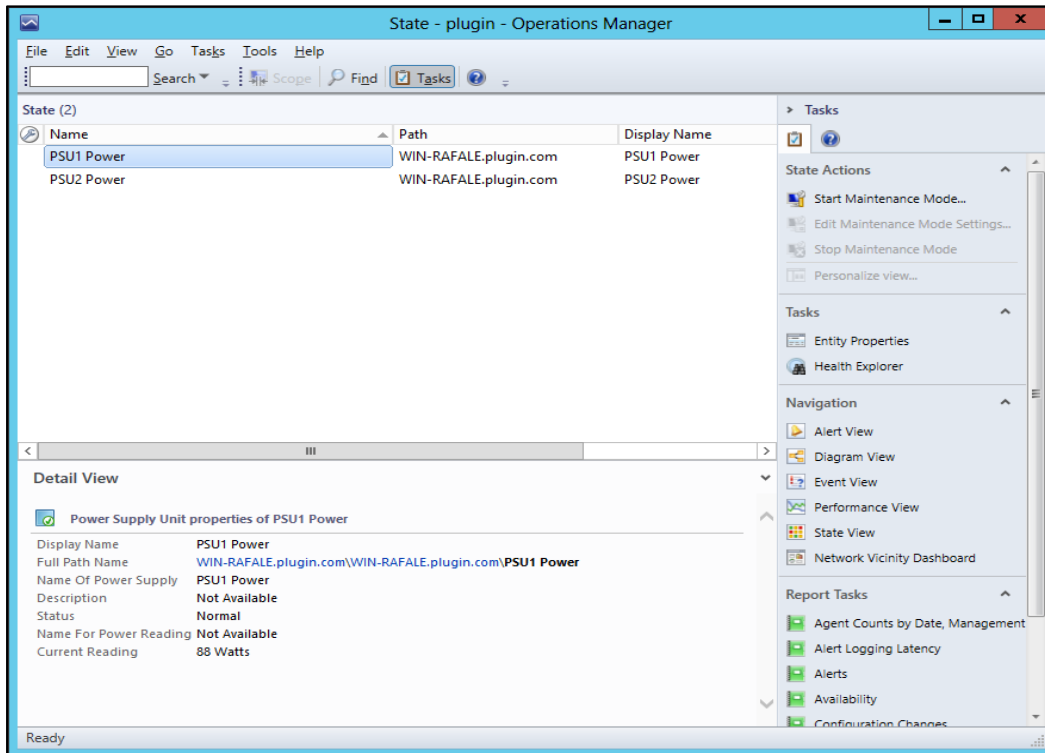 State - plugin - Operations Manager
File Edit View Go Tasks Tools Help
Search Scope Find Tasks
State (2)
Name Path Display Name
PSU1 Power WIN-RAFALE.plugin.com PSU1 Power
PSU2 Power WIN-RAFALE.plugin.com PSU2 Power
Detail View
Power Supply Unit properties of PSU1 Power
Display Name PSU1 Power
Full Path Name WIN-RAFALE.plugin.com\WIN-RAFALE.plugin.com\PSU1 Power
Name Of Power Supply PSU1 Power
Description Not Available
Status Normal
Name For Power Reading Not Available
Current Reading 88 Watts
Tasks
State Actions
Start Maintenance Mode...
Edit Maintenance Mode Settings...
Stop Maintenance Mode
Personalize view...
Tasks
Entity Properties
Health Explorer
Navigation
Alert View
Diagram View
Event View
Performance View
State View
Network Vicinity Dashboard
Report Tasks
Agent Counts by Date, Management
Alert Logging Latency
Alerts
Availability
Configuration Changes
Ready